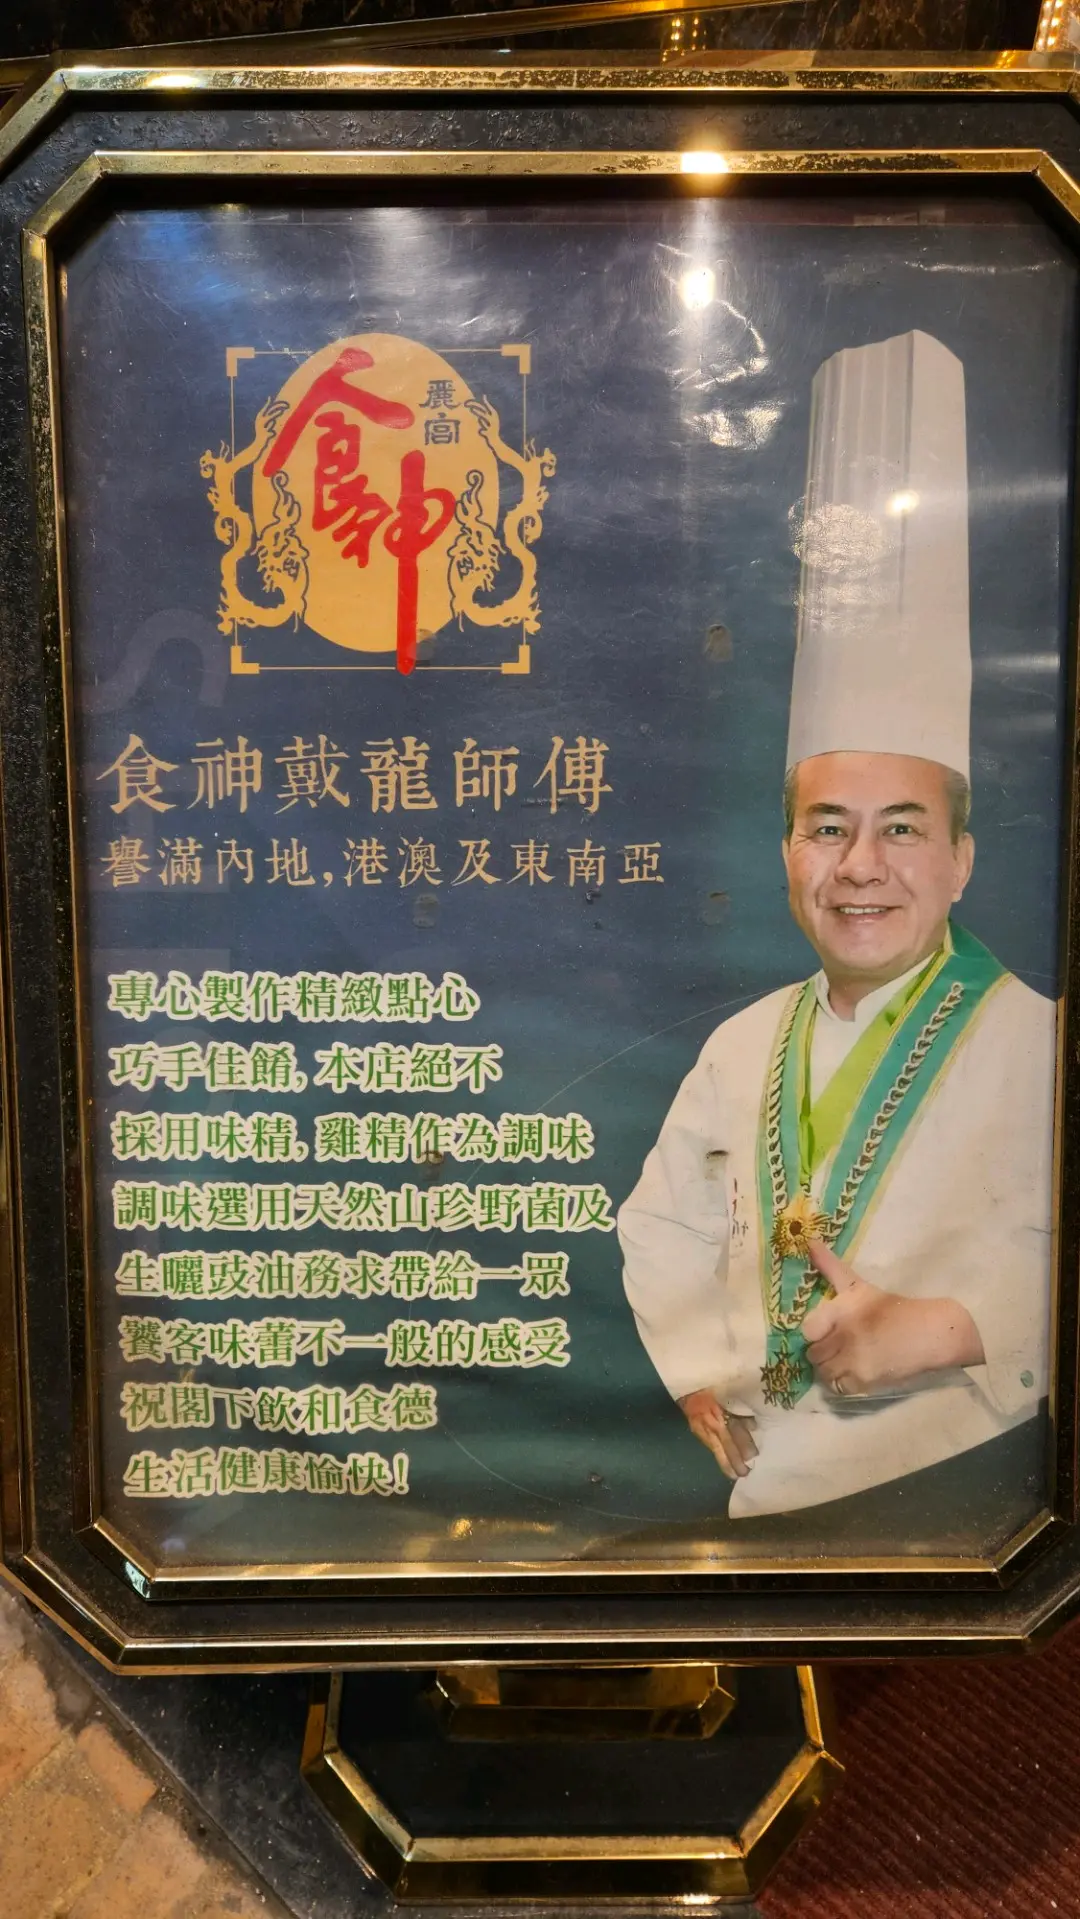 食神
麗宮
食神戴龍師傅
譽滿內地,港澳及東南亞
專心製作精緻點心
巧手佳餚,本店絕不
採用味精,雞精作為調味
調味選用天然山珍野菌及
生曬豉油務求帶給一眾
饕客味蕾不一般的感受
祝閣下飲和食德
生活健康愉快!